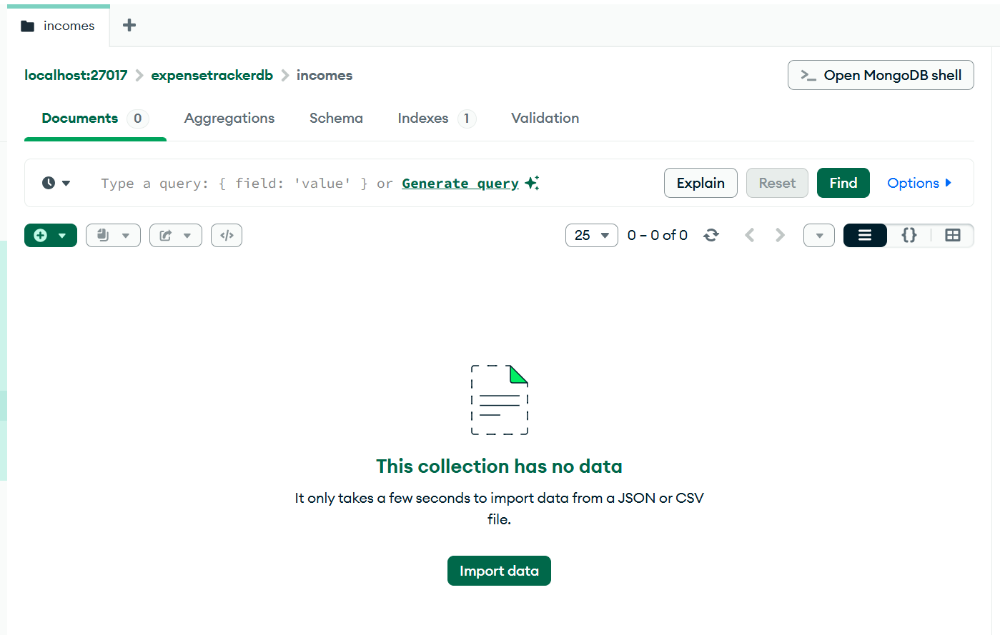 incomes
localhost:27017 expensetrackerdb incomes
>_ Open MongoDB shell
Documents 0 Aggregations Schema Indexes 1 Validation
Type a query: { field: 'value' } or Generate query
Explain Reset Find Options
25 0 – 0 of 0
This collection has no data
It only takes a few seconds to import data from a JSON or CSV
file.
Import data